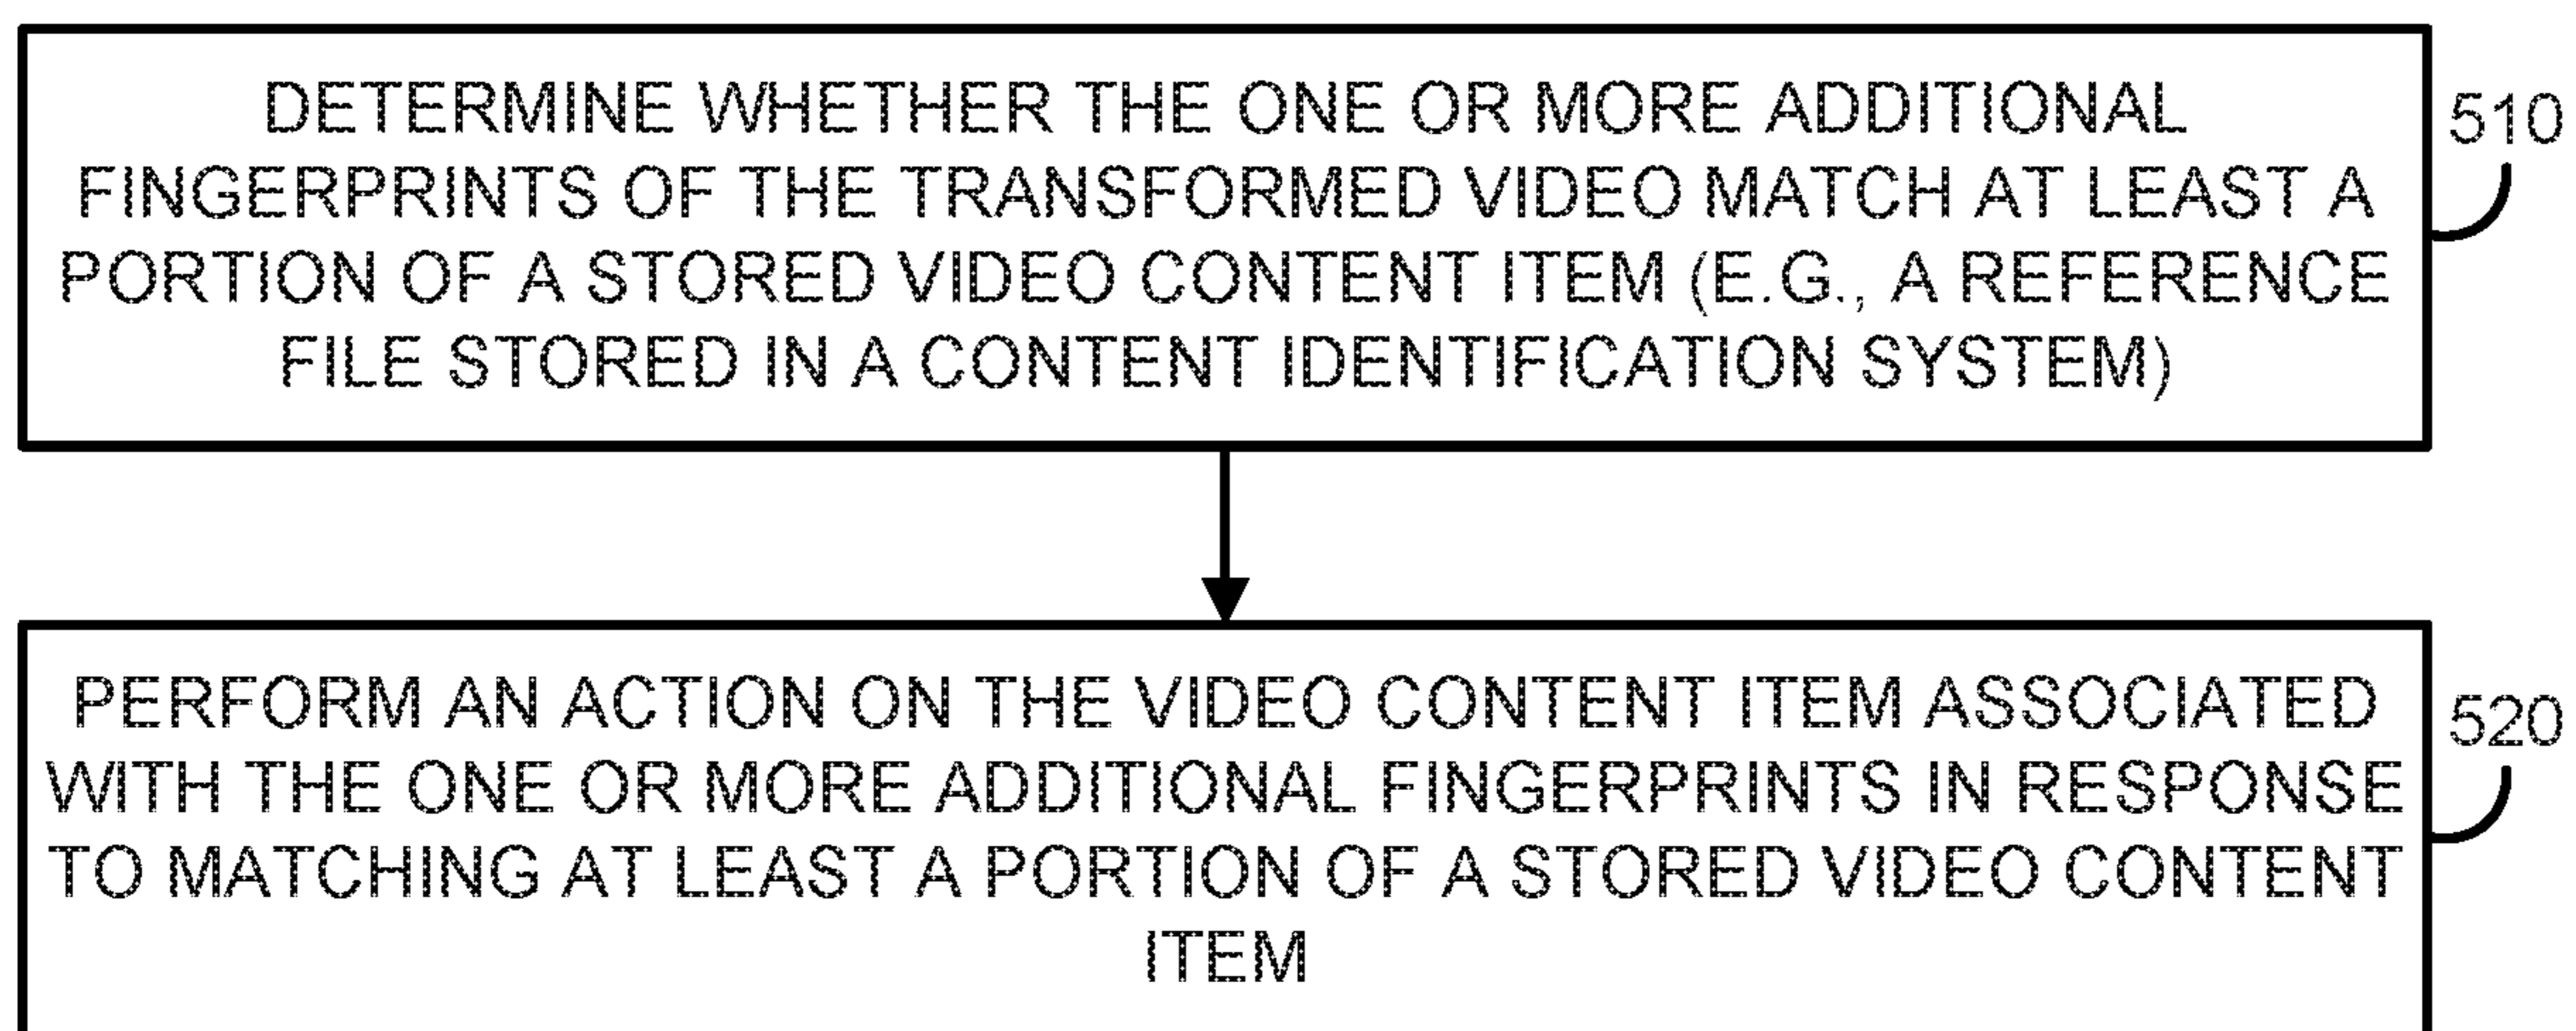 DETERMINE WHETHER THE ONE OR MORE ADDITIONAL
FINGERPRINTS OF THE TRANSFORMED VIDEO MATCH AT LEAST A
PORTION OF A STORED VIDEO CONTENT ITEM (E.G., A REFERENCE
FILE STORED IN A CONTENT IDENTIFICATION SYSTEM)
510
PERFORM AN ACTION ON THE VIDEO CONTENT ITEM ASSOCIATED
WITH THE ONE OR MORE ADDITIONAL FINGERPRINTS IN RESPONSE
TO MATCHING AT LEAST A PORTION OF A STORED VIDEO CONTENT
ITEM
520